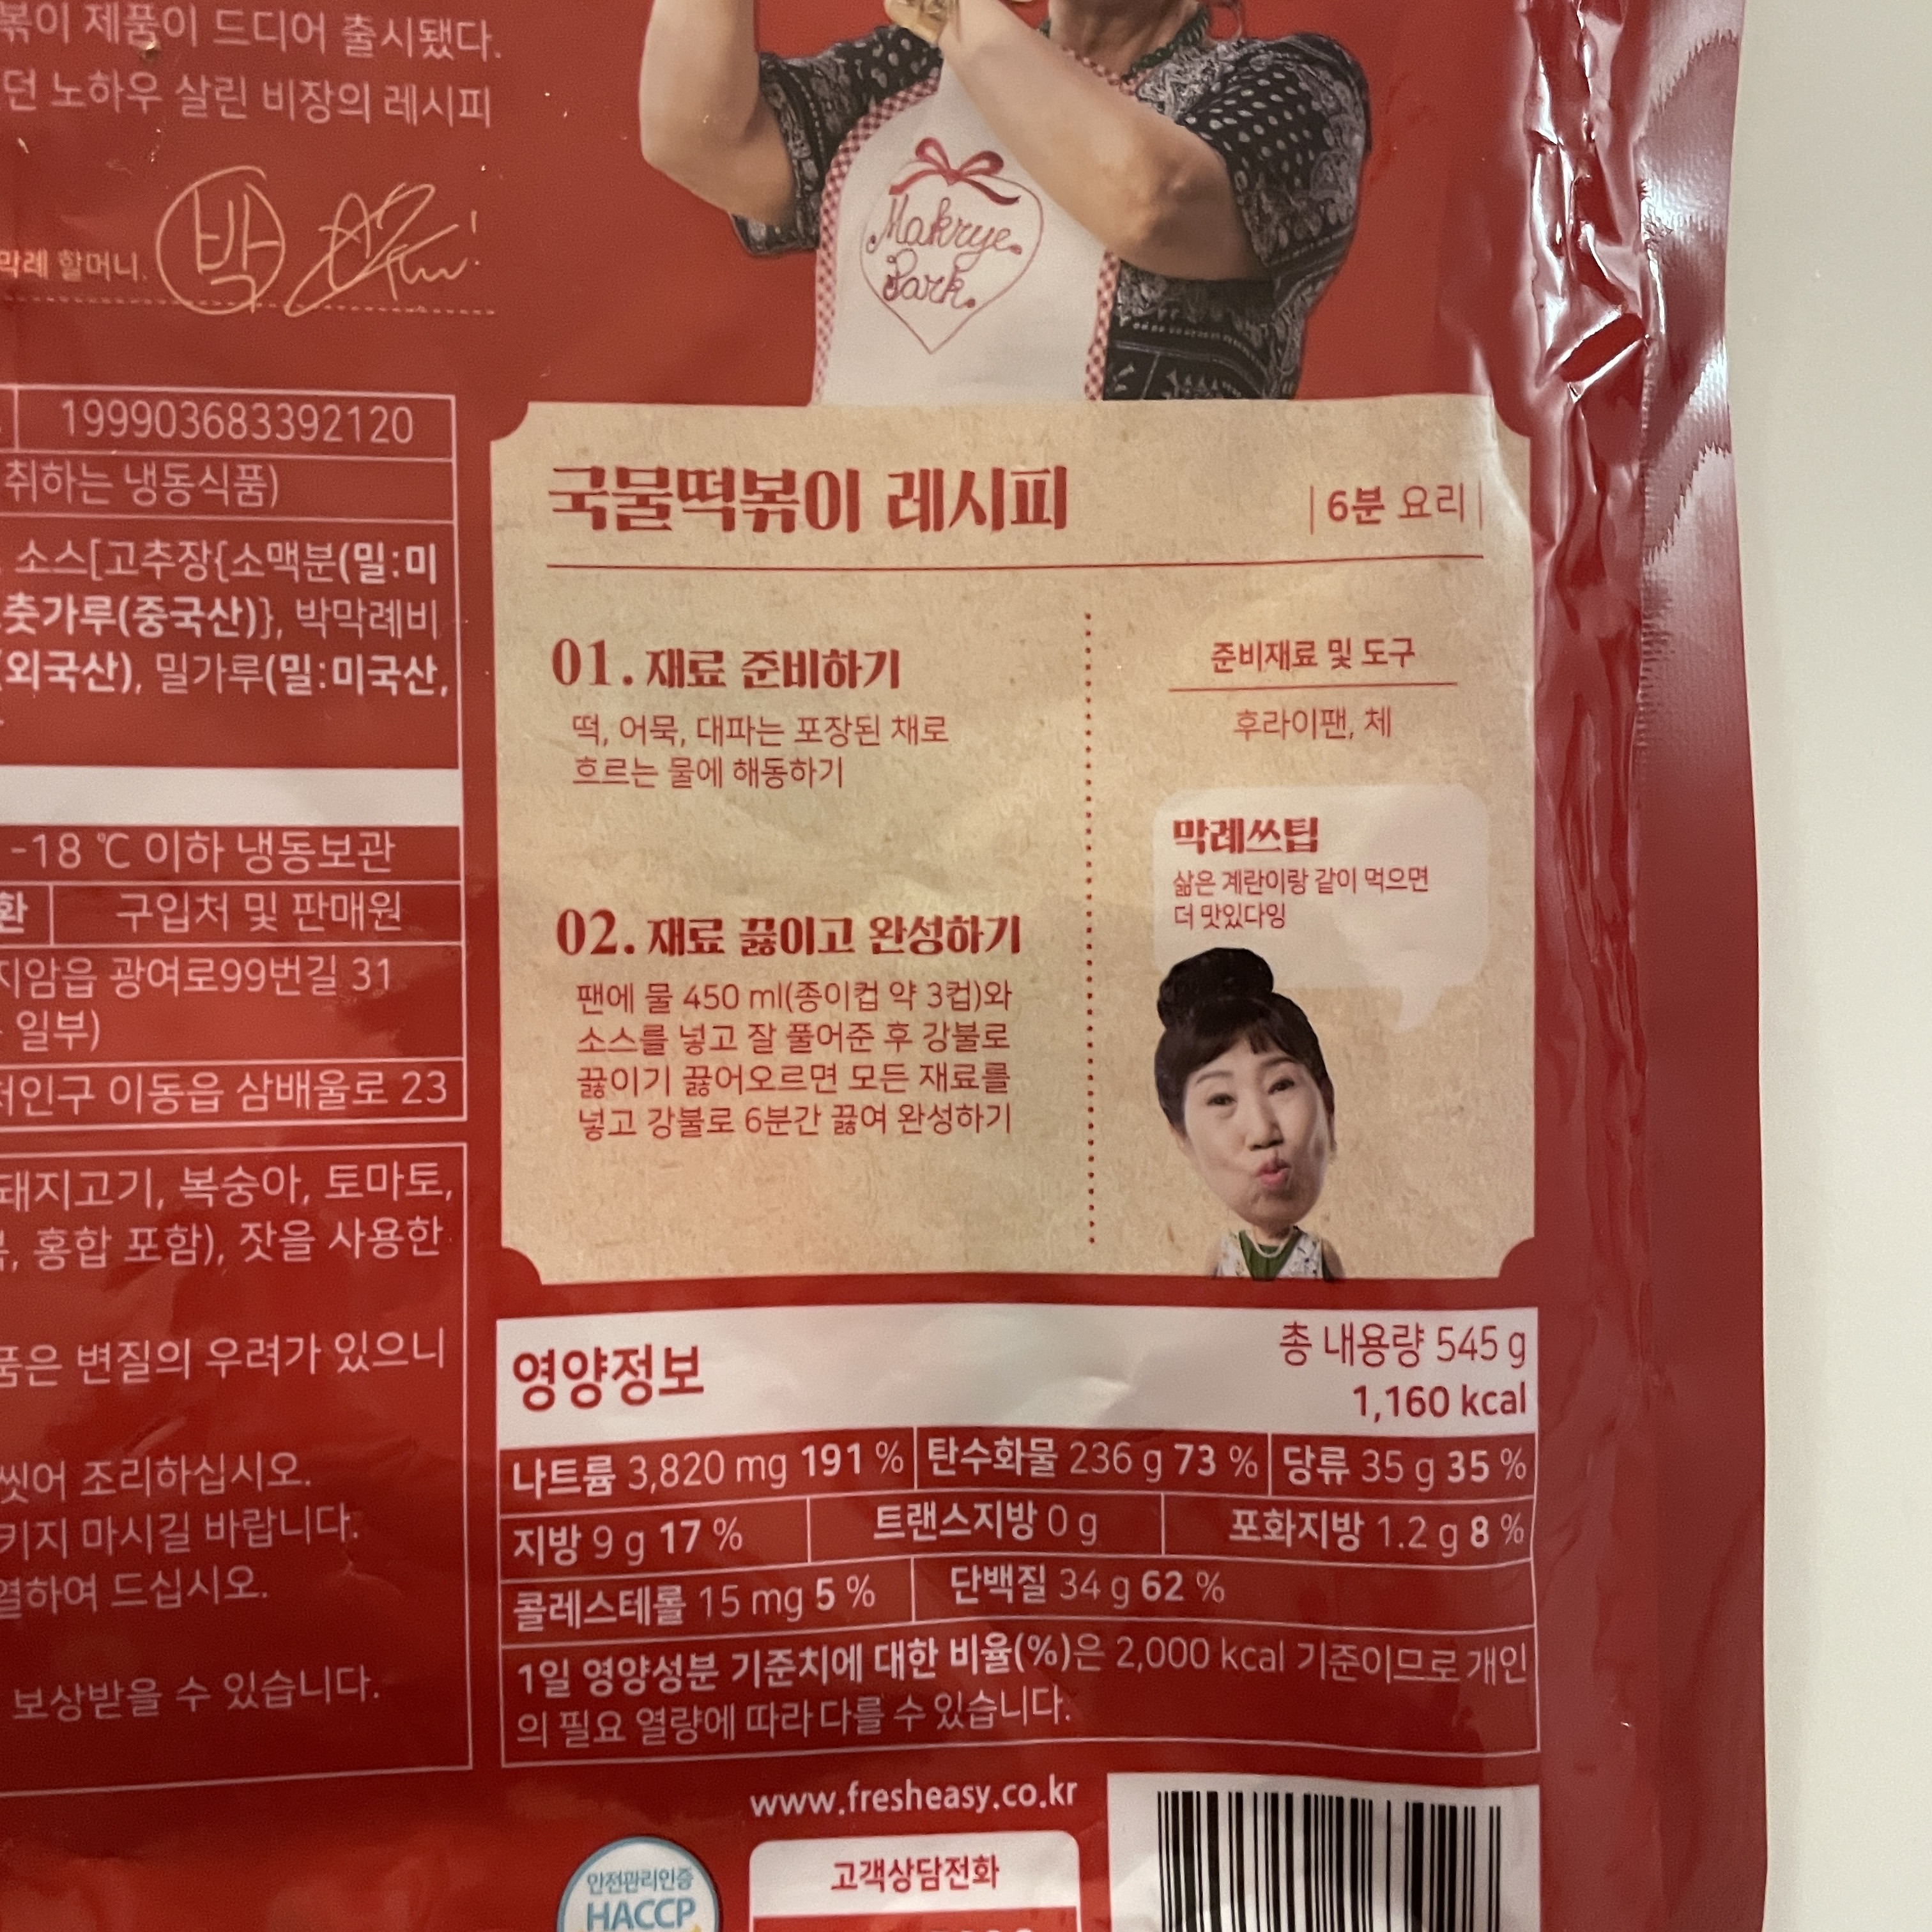 볶이 제품이 드디어 출시됐다.
던 노하우 살린 비장의 레시피
막례 할머니.
박
Makrye
Park.
199903683392120
취하는 냉동식품)
소스[고추장{소맥분(밀:미
춧가루(중국산)}, 박막례비
(외국산), 밀가루(밀:미국산,
-18 ℃ 이하 냉동보관
환 구입처 및 판매원
지암읍 광여로99번길 31
일부)
처인구 이동읍 삼배울로 23
돼지고기, 복숭아, 토마토,
홍합 포함), 잣을 사용한
품은 변질의 우려가 있으니
씻어 조리하십시오.
키지 마시길 바랍니다.
열하여 드십시오.
보상받을 수 있습니다.
국물떡볶이 레시피
6분 요리
01. 재료 준비하기
떡, 어묵, 대파는 포장된 채로
흐르는 물에 해동하기
02. 재료 끓이고 완성하기
팬에 물 450 ml(종이컵 약 3컵)와
소스를 넣고 잘 풀어준 후 강불로
끓이기 끓어오르면 모든 재료를
넣고 강불로 6분간 끓여 완성하기
준비재료 및 도구
후라이팬, 체
막례쓰팁
삶은 계란이랑 같이 먹으면
더 맛있다잉
영양정보
총 내용량 545 g
1,160 kcal
나트륨 3,820 mg 191 % 탄수화물 236 g 73 % 당류 35 g 35 %
지방 9 g 17 % 트랜스지방 0 g 포화지방 1.2 g 8 %
콜레스테롤 15 mg 5 % 단백질 34 g 62 %
1일 영양성분 기준치에 대한 비율(%)은 2,000 kcal 기준이므로 개인
의 필요 열량에 따라 다를 수 있습니다.
www.fresheasy.co.kr
안전관리인증
HACCP
고객상담전화